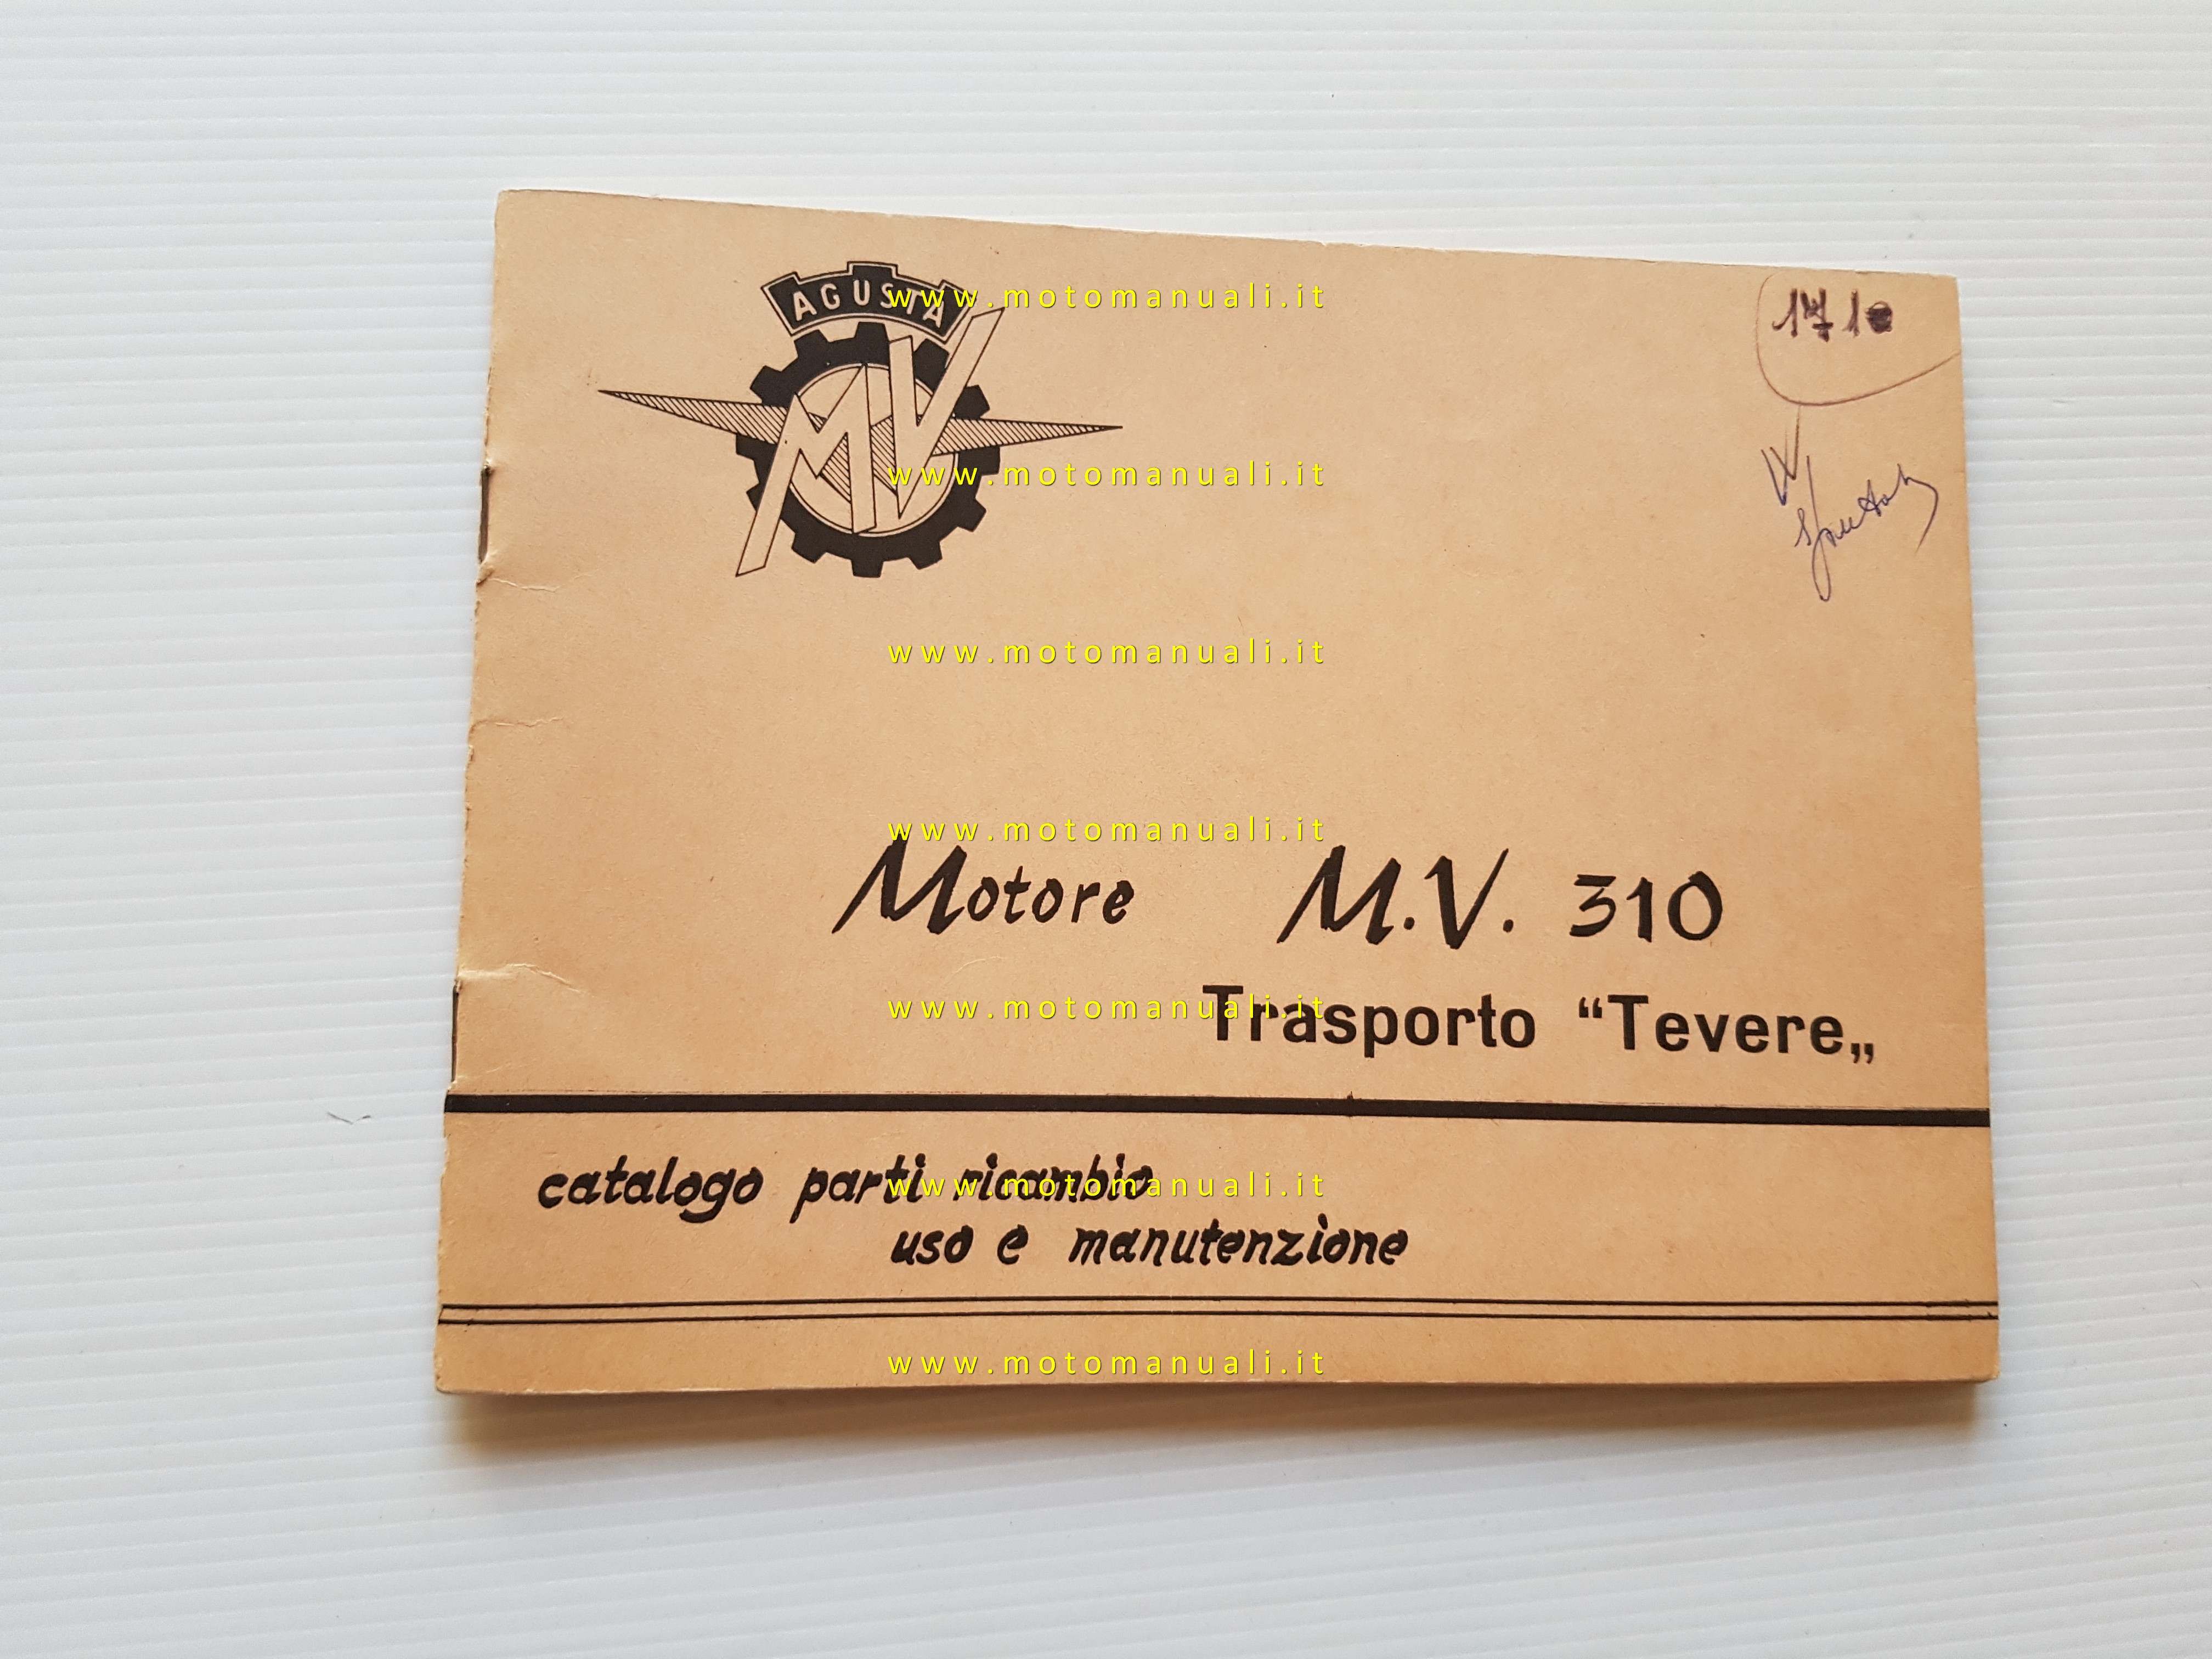 AGUSTA
MV
www.motomanuali.it
www.motomanuali.it
www.motomanuali.it
www.motomanuali.it
Motore M.V. 310
www.motomanuali.it
Trasporto “Tevere„
catalogo parti ricambio
www.motomanuali.it
uso e manutenzione
www.motomanuali.it